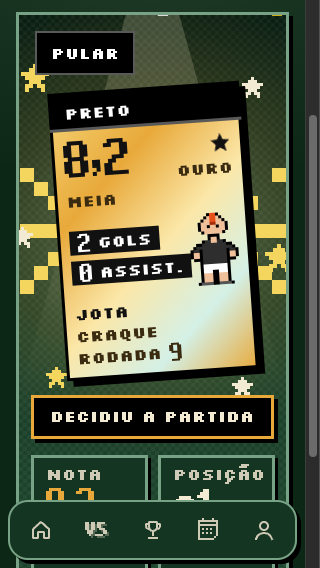 PULAR
PRETO
8,2
OURO
MEIA
2 GOLS
0 ASSIST.
JOTA
CRAQUE
RODADA 9
DECIDIU A PARTIDA
NOTA
POSIÇÃO
VS